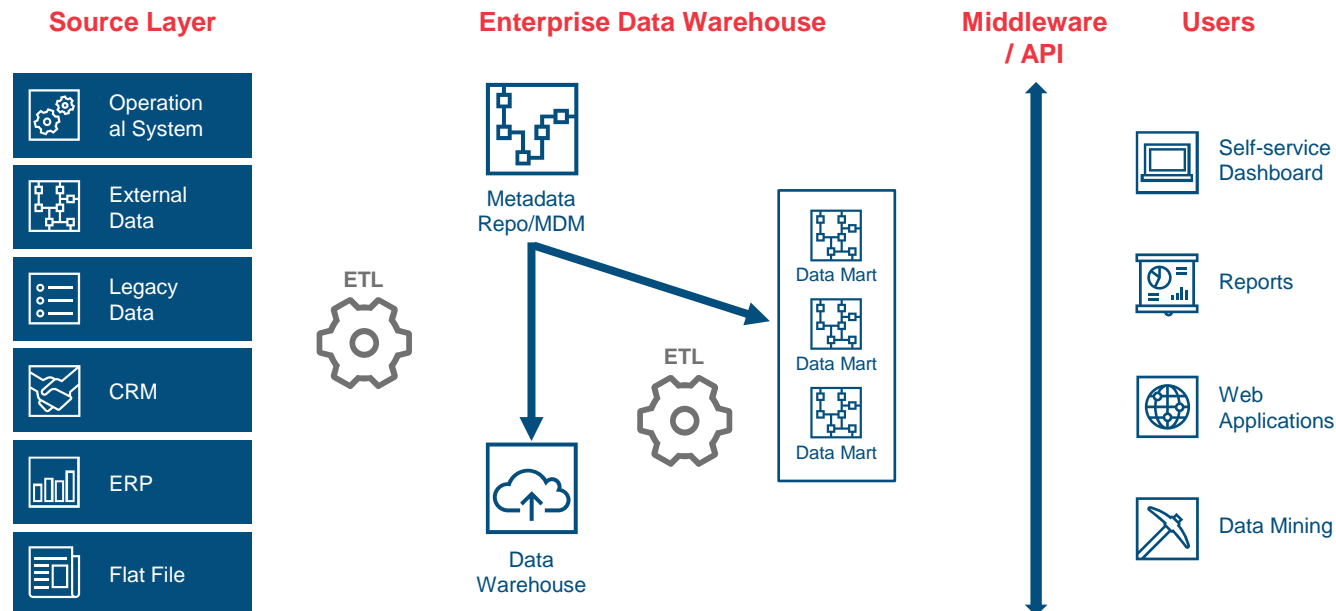 Source Layer
Operation
al System
External
Data
Legacy
Data
CRM
ERP
Flat File
ETL
Enterprise Data Warehouse
Metadata
Repo/MDM
Data
Warehouse
ETL
Data Mart
Data Mart
Data Mart
Middleware
/ API
Users
Self-service
Dashboard
Reports
Web
Applications
Data Mining